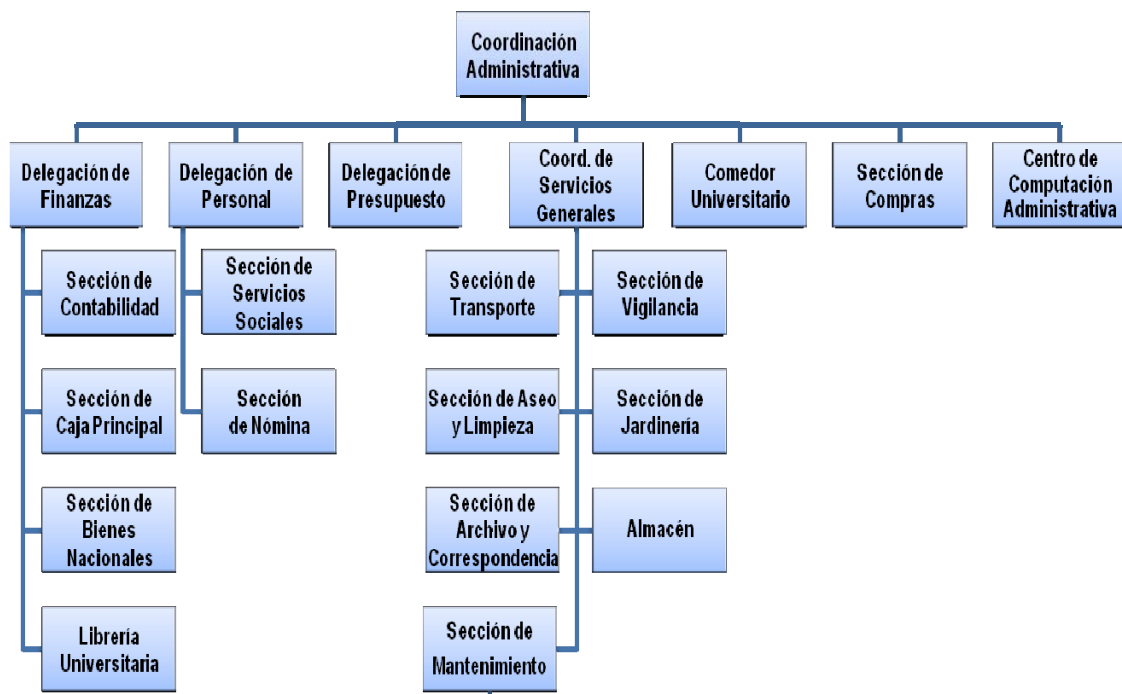 Coordinación
Administrativa
Delegación de
Finanzas
Delegación de
Personal
Delegación de
Presupuesto
Coord. de
Servicios
Generales
Comedor
Universitario
Sección de
Compras
Centro de
Computación
Administrativa
Sección de
Contabilidad
Sección de
Servicios
Sociales
Sección de
Transporte
Sección de
Vigilancia
Sección de
Caja Principal
Sección
de Nómina
Sección de Aseo
y Limpieza
Sección de
Jardinería
Sección de
Bienes
Nacionales
Sección de
Archivo y
Correspondencia
Almacén
Librería
Universitaria
Sección de
Mantenimiento